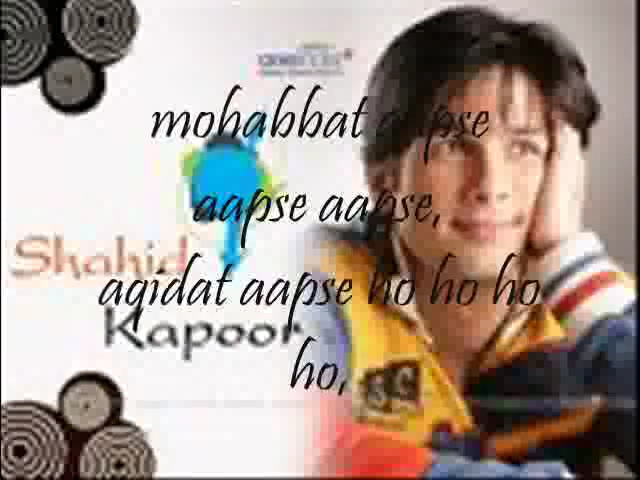 mohabbat aapse
aapse aapse,
Shahid
aqidat aapse ho ho ho
Kapoor
ho,